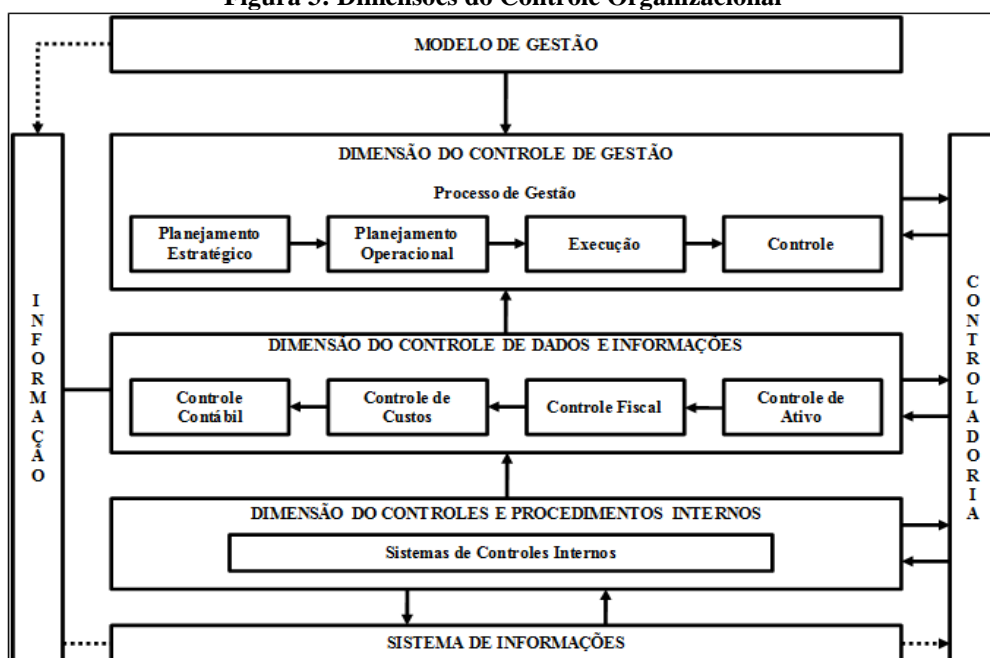 Figura 3: Dimensões do Controle Organizacional
MODELO DE GESTÃO
DIMENSÃO DO CONTROLE DE GESTÃO
Processo de Gestão
Planejamento
Estratégico
Planejamento
Operacional
Execução
Controle
INFORMAÇÃO
CONTROLADORIA
DIMENSÃO DO CONTROLE DE DADOS E INFORMAÇÕES
Controle
Contábil
Controle de
Custos
Controle Fiscal
Controle de
Ativo
DIMENSÃO DO CONTROLES E PROCEDIMENTOS INTERNOS
Sistemas de Controles Internos
SISTEMA DE INFORMAÇÕES